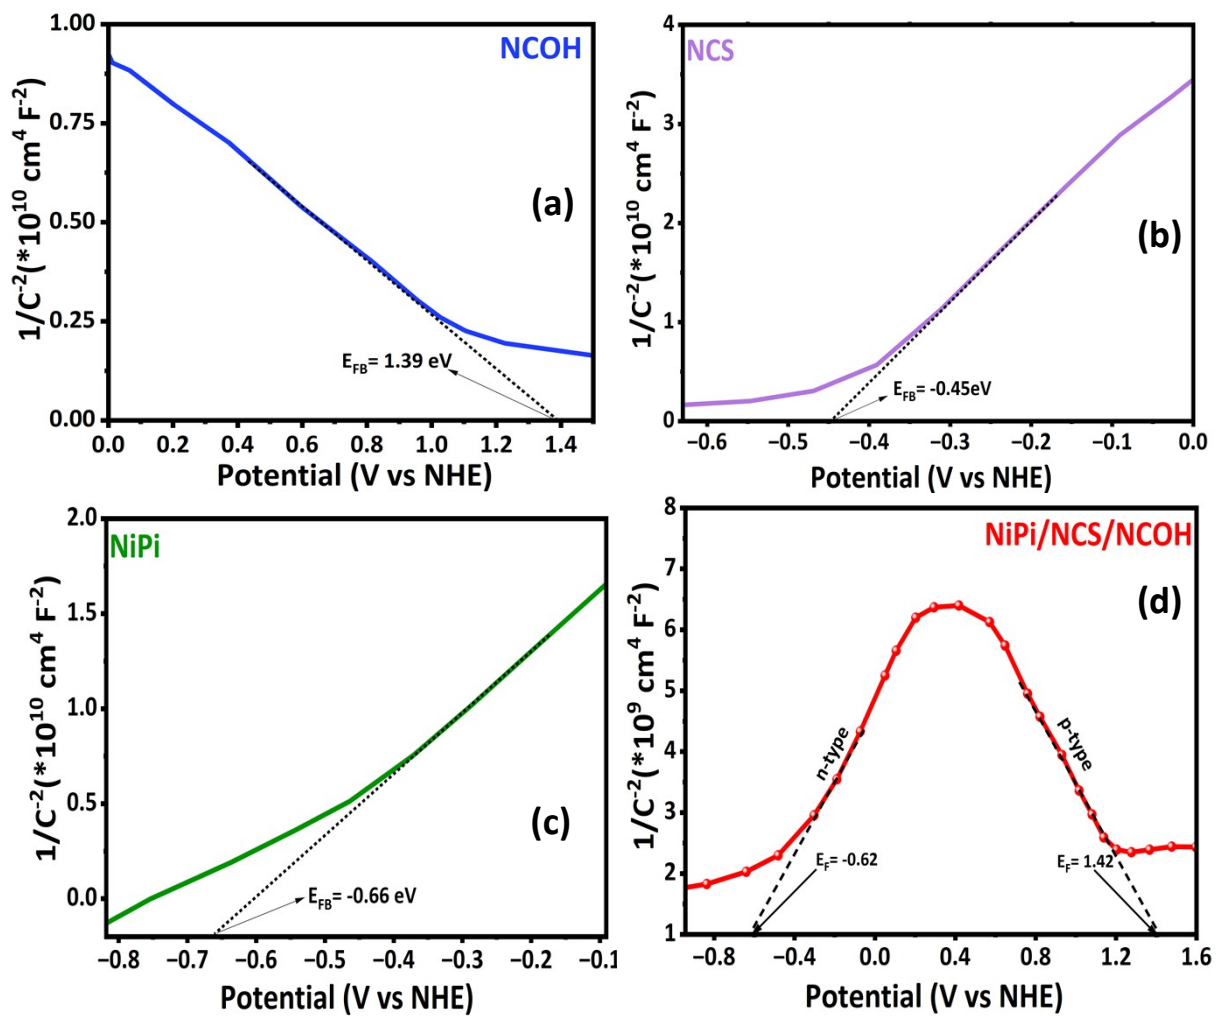 1.00
0.75
0.50
0.25
0.00
1/C-2(*1010 cm4 F-2)
NCOH
(a)
EFB= 1.39 eV
0.0 0.2 0.4 0.6 0.8 1.0 1.2 1.4
Potential (V vs NHE)
4
3
2
1
0
1/C-2(*1010 cm4 F-2)
NCS
(b)
EFB= -0.45eV
−0.6 −0.5 −0.4 −0.3 −0.2 −0.1 0.0
Potential (V vs NHE)
2.0
1.5
1.0
0.5
0.0
1/C-2(*1010 cm4 F-2)
NiPi
(c)
EFB= -0.66 eV
−0.8 −0.7 −0.6 −0.5 −0.4 −0.3 −0.2 −0.1
Potential (V vs NHE)
8
7
6
5
4
3
2
1
1/C-2(*109 cm4 F-2)
NiPi/NCS/NCOH
(d)
n-type
p-type
EF= -0.62
EF= 1.42
−0.8 −0.4 0.0 0.4 0.8 1.2 1.6
Potential (V vs NHE)